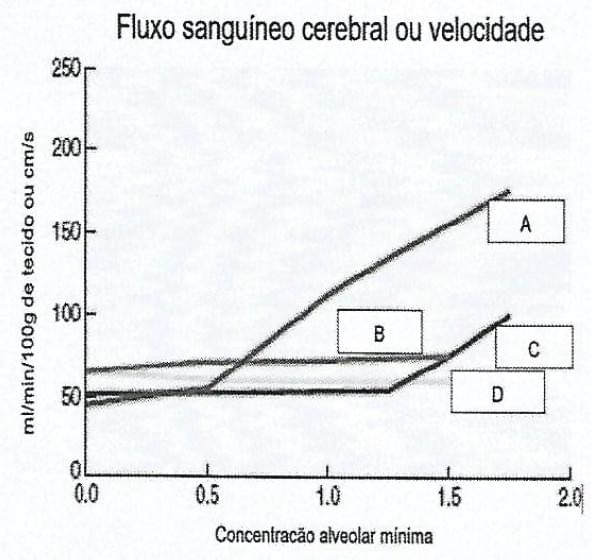 Fluxo sanguíneo cerebral ou velocidade
ml/min/100g de tecido ou cm/s
250
200
150
100
50
0
A
B
C
D
0.0 0.5 1.0 1.5 2.0
Concentracão alveolar mínima